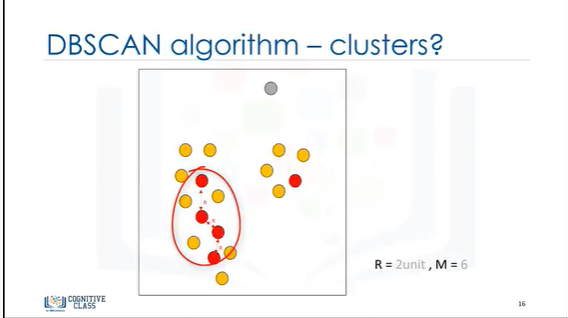 DBSCAN algorithm – clusters?
R
R
R
R = 2unit , M = 6
COGNITIVE
CLASS
16